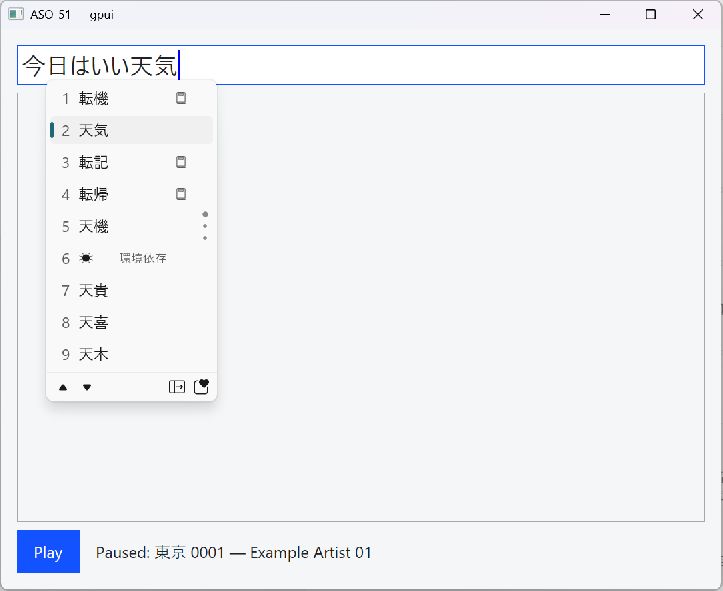 ASO-51 — gpui
今日はいい天気
1 転機
2 天気
3 転記
4 転帰
5 天機
6 ☀ 環境依存
7 天貴
8 天喜
9 天木
Play
Paused: 東京 0001 — Example Artist 01